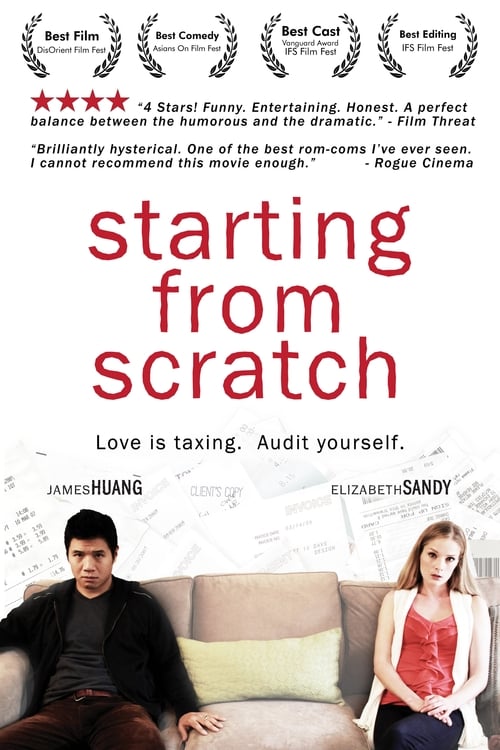 Best Film
DisOrient Film Fest
Best Comedy
Asians On Film Fest
Best Cast
Vanguard Award
IFS Film Fest
Best Editing
IFS Film Fest
“4 Stars! Funny. Entertaining. Honest. A perfect
balance between the humorous and the dramatic.” - Film Threat
“Brilliantly hysterical. One of the best rom-coms I’ve ever seen.
I cannot recommend this movie enough.” - Rogue Cinema
starting
from
scratch
Love is taxing. Audit yourself.
JAMESHUANG
ELIZABETHSANDY
CLIENT'S COPY
INVOICE
INVOICE